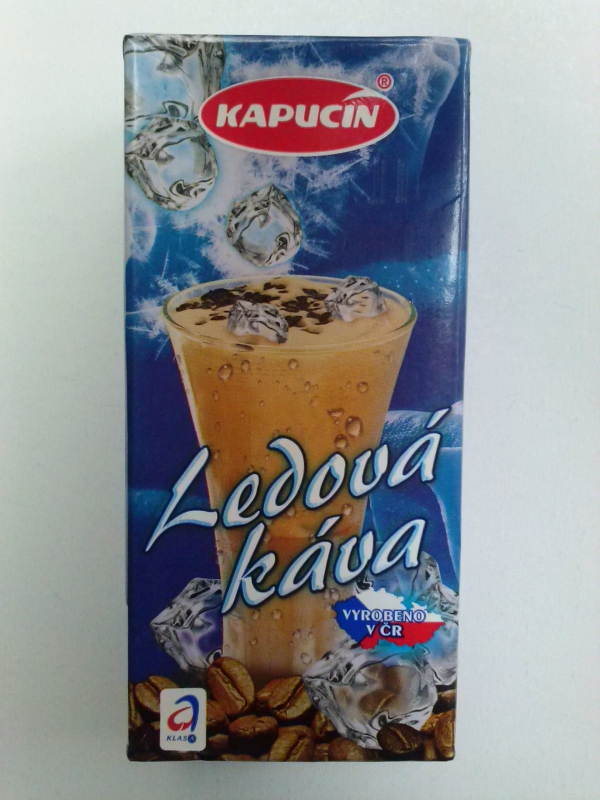 KAPUCÍN ®
Ledová
káva
VYROBENO
V ČR
KLASA